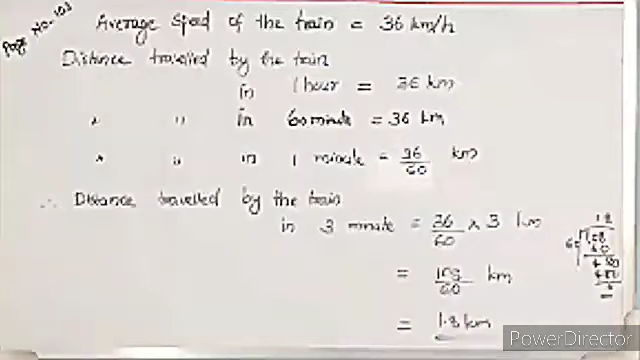 Page No. 103
Average Speed of the train = 36 km/h
Distance travelled by the train
in 1 hour = 36 km
" " in 60 minute = 36 km
" " in 1 minute = 36/60 km
∴ Distance travelled by the train
in 3 minute = 36/60 × 3 km
= 108/60 km
= 1.8 km
PowerDirector